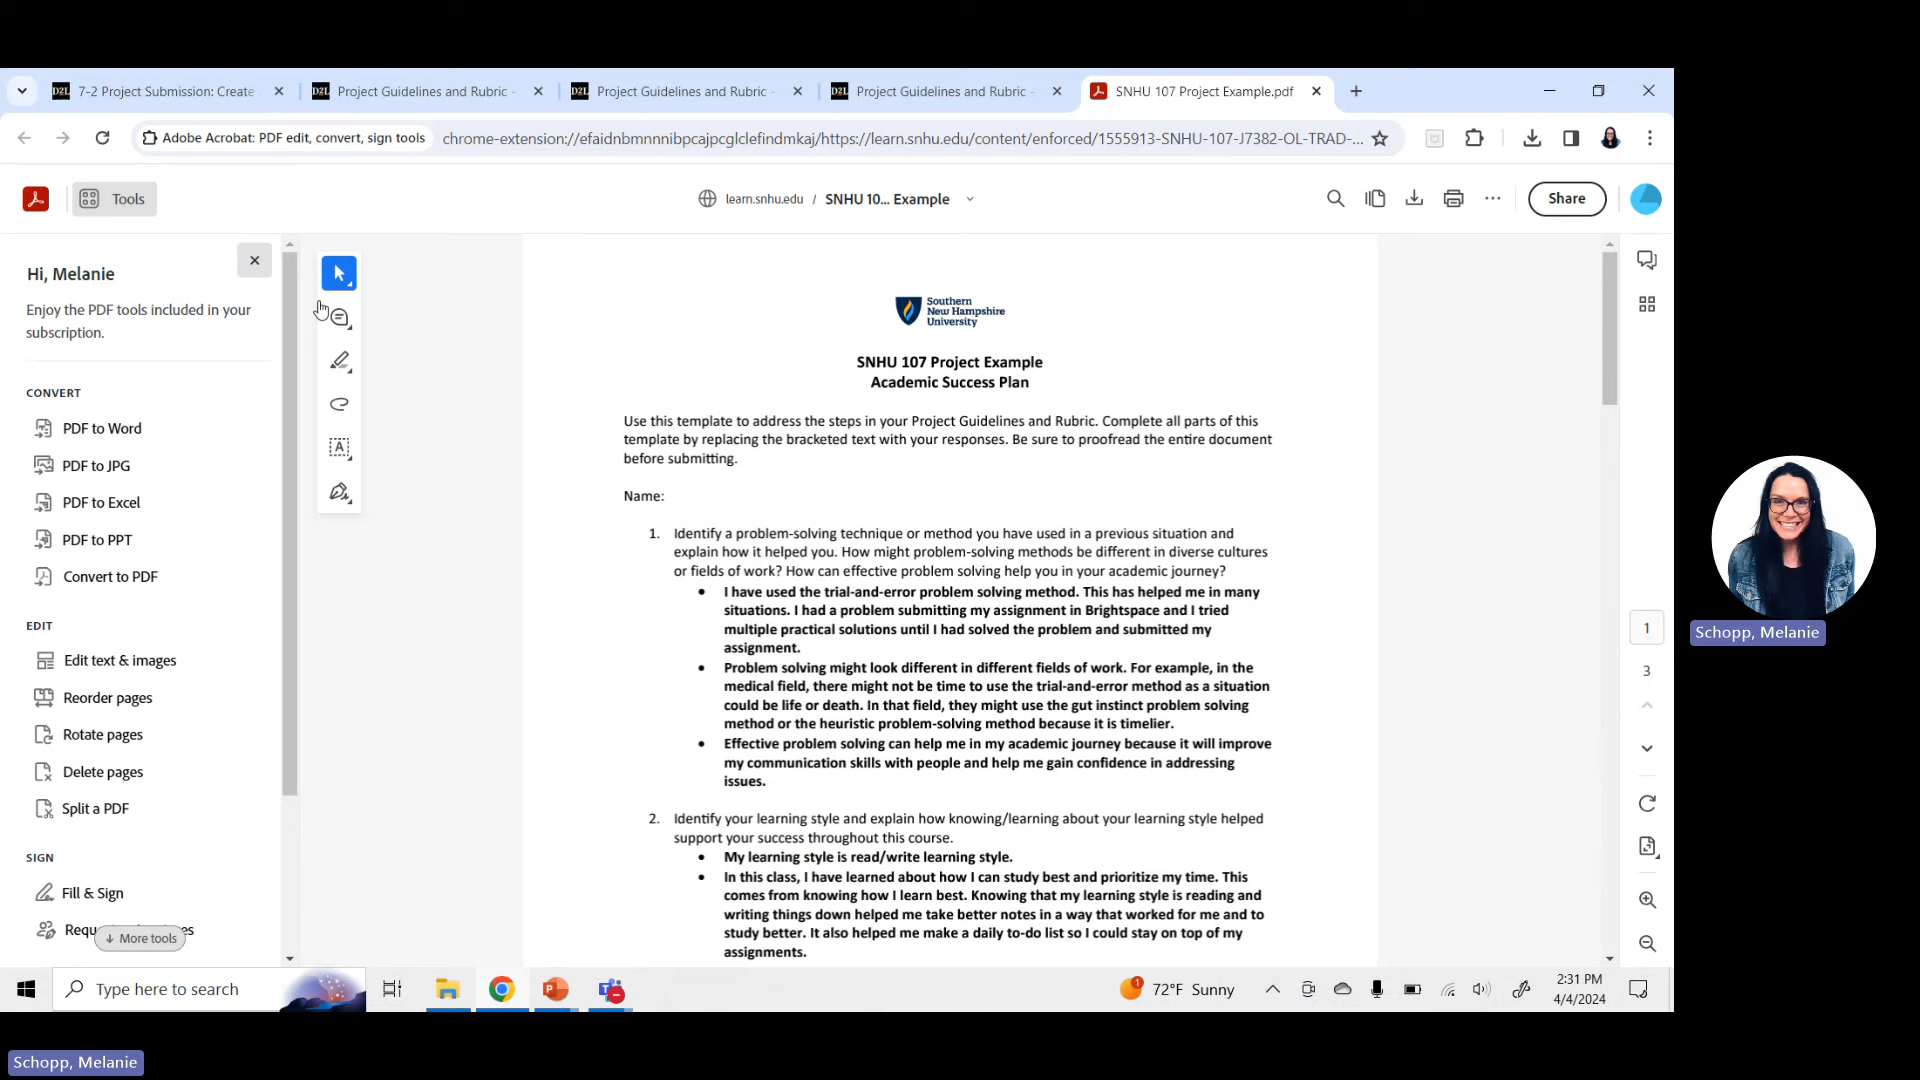 7-2 Project Submission: Create
Project Guidelines and Rubric -
Project Guidelines and Rubric -
Project Guidelines and Rubric -
SNHU 107 Project Example.pdf
Adobe Acrobat: PDF edit, convert, sign tools
chrome-extension://efaidnbmnnnibpcajpcglclefindmkaj/https://learn.snhu.edu/content/enforced/1555913-SNHU-107-J7382-OL-TRAD-...
Tools
learn.snhu.edu / SNHU 10... Example
Share
Hi, Melanie
Enjoy the PDF tools included in your
subscription.
CONVERT
PDF to Word
PDF to JPG
PDF to Excel
PDF to PPT
Convert to PDF
EDIT
Edit text & images
Reorder pages
Rotate pages
Delete pages
Split a PDF
SIGN
Fill & Sign
More tools
Southern
New Hampshire
University
SNHU 107 Project Example
Academic Success Plan
Use this template to address the steps in your Project Guidelines and Rubric. Complete all parts of this
template by replacing the bracketed text with your responses. Be sure to proofread the entire document
before submitting.
Name:
1. Identify a problem-solving technique or method you have used in a previous situation and
explain how it helped you. How might problem-solving methods be different in diverse cultures
or fields of work? How can effective problem solving help you in your academic journey?
• I have used the trial-and-error problem solving method. This has helped me in many
situations. I had a problem submitting my assignment in Brightspace and I tried
multiple practical solutions until I had solved the problem and submitted my
assignment.
• Problem solving might look different in different fields of work. For example, in the
medical field, there might not be time to use the trial-and-error method as a situation
could be life or death. In that field, they might use the gut instinct problem solving
method or the heuristic problem-solving method because it is timelier.
• Effective problem solving can help me in my academic journey because it will improve
my communication skills with people and help me gain confidence in addressing
issues.
2. Identify your learning style and explain how knowing/learning about your learning style helped
support your success throughout this course.
• My learning style is read/write learning style.
• In this class, I have learned about how I can study best and prioritize my time. This
comes from knowing how I learn best. Knowing that my learning style is reading and
writing things down helped me take better notes in a way that worked for me and to
study better. It also helped me make a daily to-do list so I could stay on top of my
assignments.
1
3
Type here to search
72°F Sunny
2:31 PM
4/4/2024
Schopp, Melanie
Schopp, Melanie